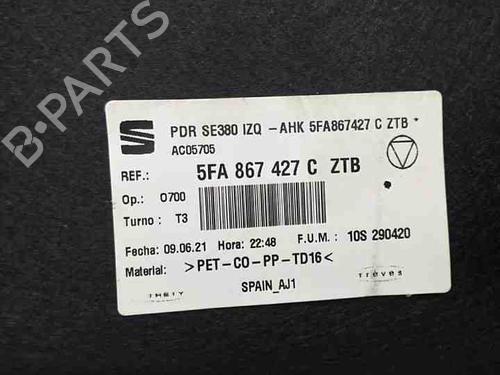 PDR SE380 IZQ -AHK 5FA867427 C ZTB *
AC05705
REF.: 5FA 867 427 C ZTB
Op.: 0700
Turno : T3
Fecha: 09.06.21 Hora: 22:48 F.U.M.: 10S 290420
Material: >PET-CO-PP-TD16<
SPAIN_AJ1
treves
B-PARTS